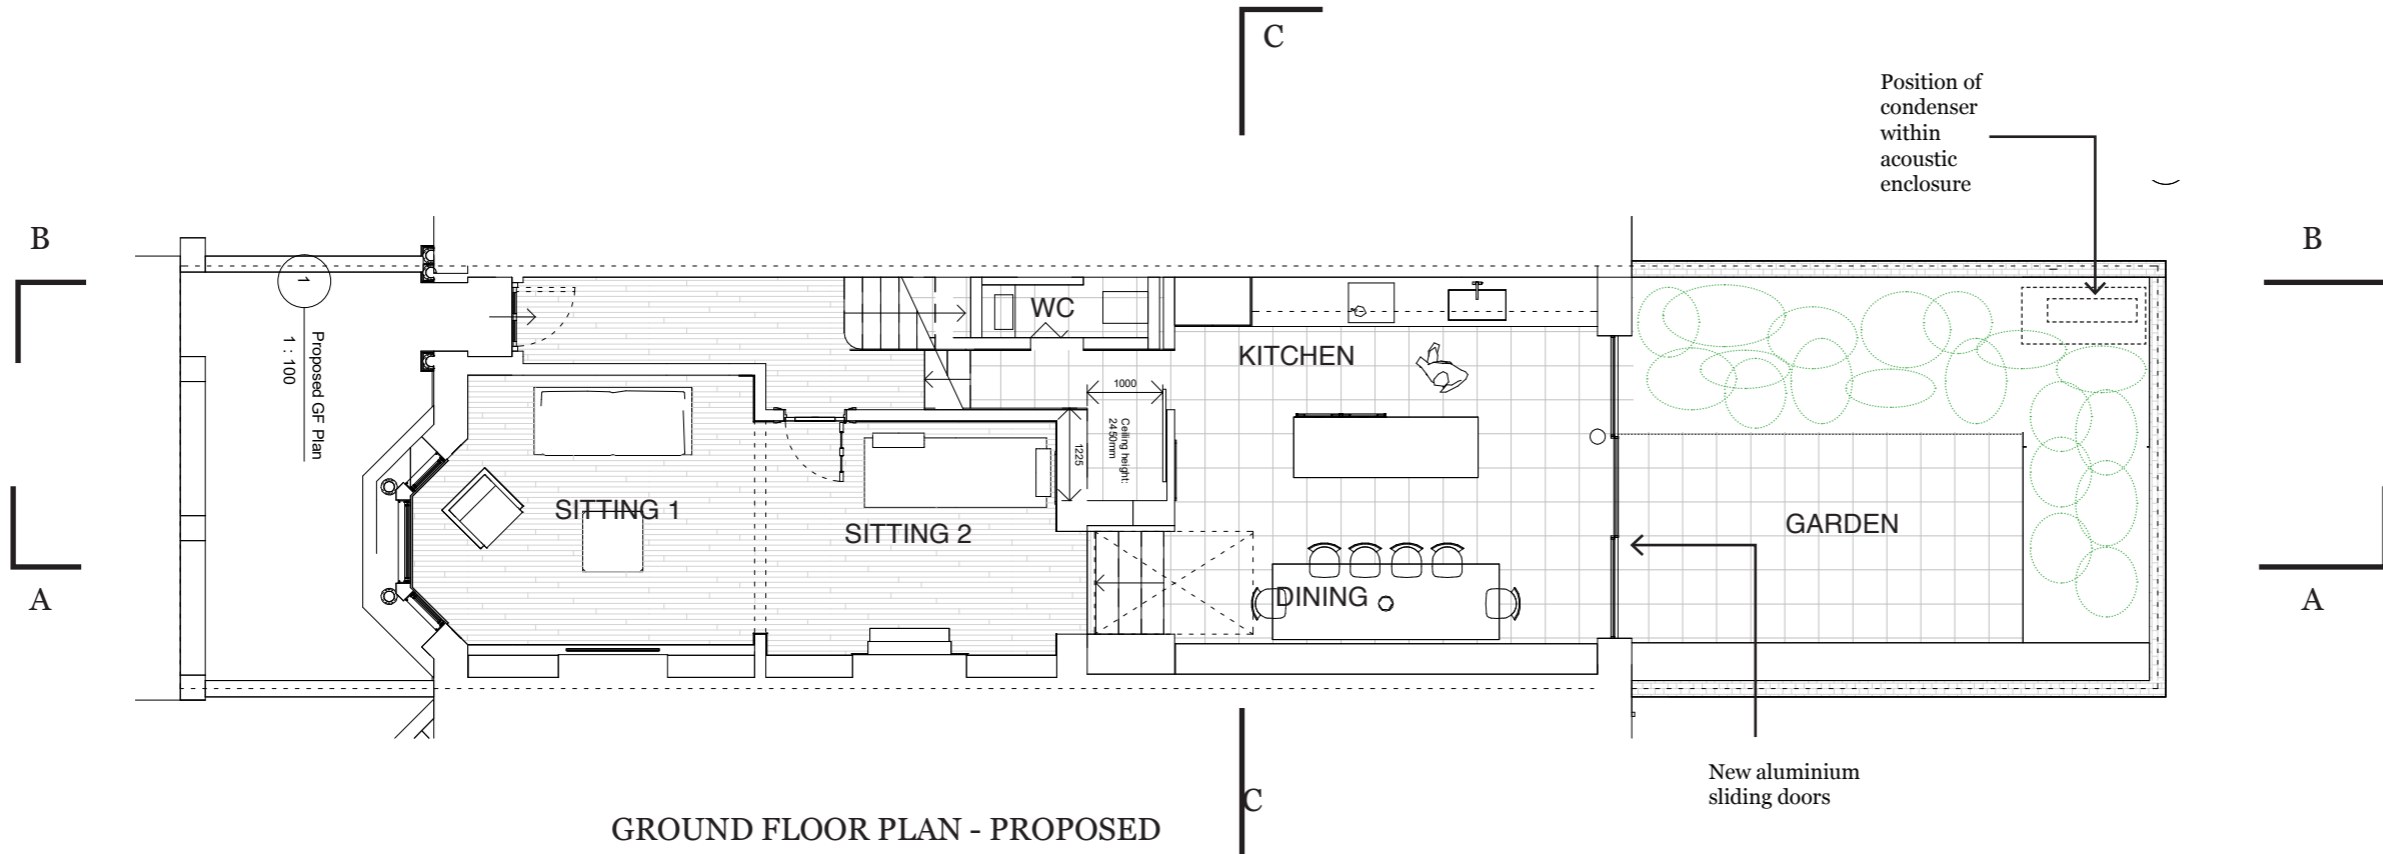 C
Position of
condenser
within
acoustic
enclosure
B
B
1
Proposed GF Plan
1 : 100
WC
KITCHEN
1000
Ceiling height:
2450mm
1225
SITTING 1
SITTING 2
GARDEN
DINING
A
A
New aluminium
sliding doors
C
GROUND FLOOR PLAN - PROPOSED